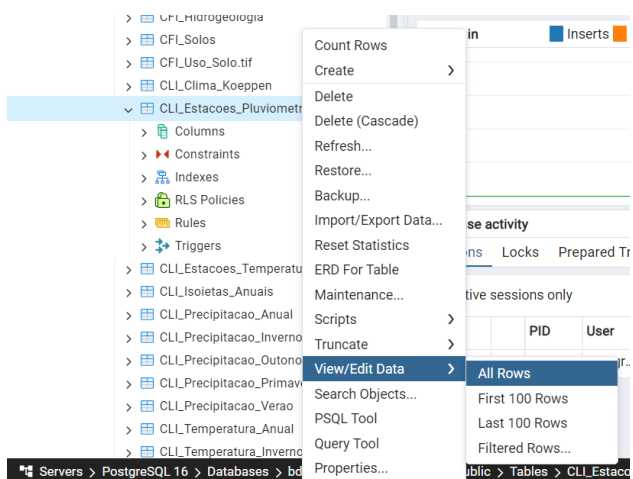 CFI_Hidrogeologia
CFI_Solos
CFI_Uso_Solo.tif
CLI_Clima_Koeppen
CLI_Estacoes_Pluviometr
Columns
Constraints
Indexes
RLS Policies
Rules
Triggers
CLI_Estacoes_Temperatu
CLI_Isoietas_Anuais
CLI_Precipitacao_Anual
CLI_Precipitacao_Inverno
CLI_Precipitacao_Outono
CLI_Precipitacao_Primave
CLI_Precipitacao_Verao
CLI_Temperatura_Anual
CLI_Temperatura_Inverno
Count Rows
Create
Delete
Delete (Cascade)
Refresh...
Restore...
Backup...
Import/Export Data...
Reset Statistics
ERD For Table
Maintenance...
Scripts
Truncate
View/Edit Data
Search Objects...
PSQL Tool
Query Tool
Properties...
All Rows
First 100 Rows
Last 100 Rows
Filtered Rows...
in
Inserts
se activity
ns Locks Prepared Tr
tive sessions only
PID User
gr..
Servers > PostgreSQL 16 > Databases > bd
ublic > Tables > CLI_Estaco